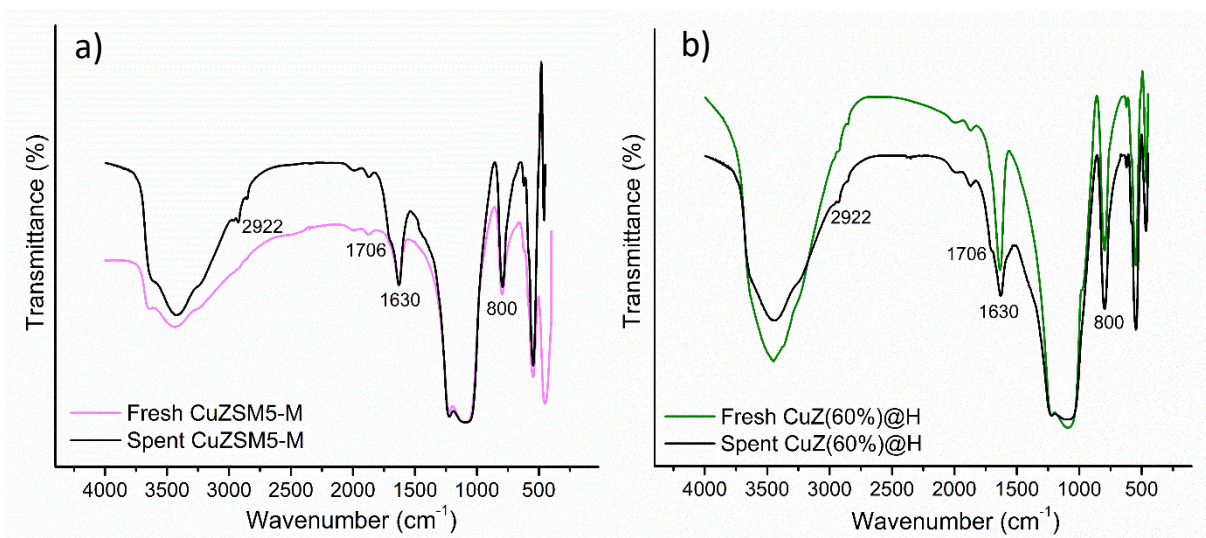 a)
Transmittance (%)
2922
1706
1630
800
Fresh CuZSM5-M
Spent CuZSM5-M
4000 3500 3000 2500 2000 1500 1000 500
Wavenumber (cm⁻¹)
b)
Transmittance (%)
2922
1706
1630
800
Fresh CuZ(60%)@H
Spent CuZ(60%)@H
4000 3500 3000 2500 2000 1500 1000 500
Wavenumber (cm⁻¹)